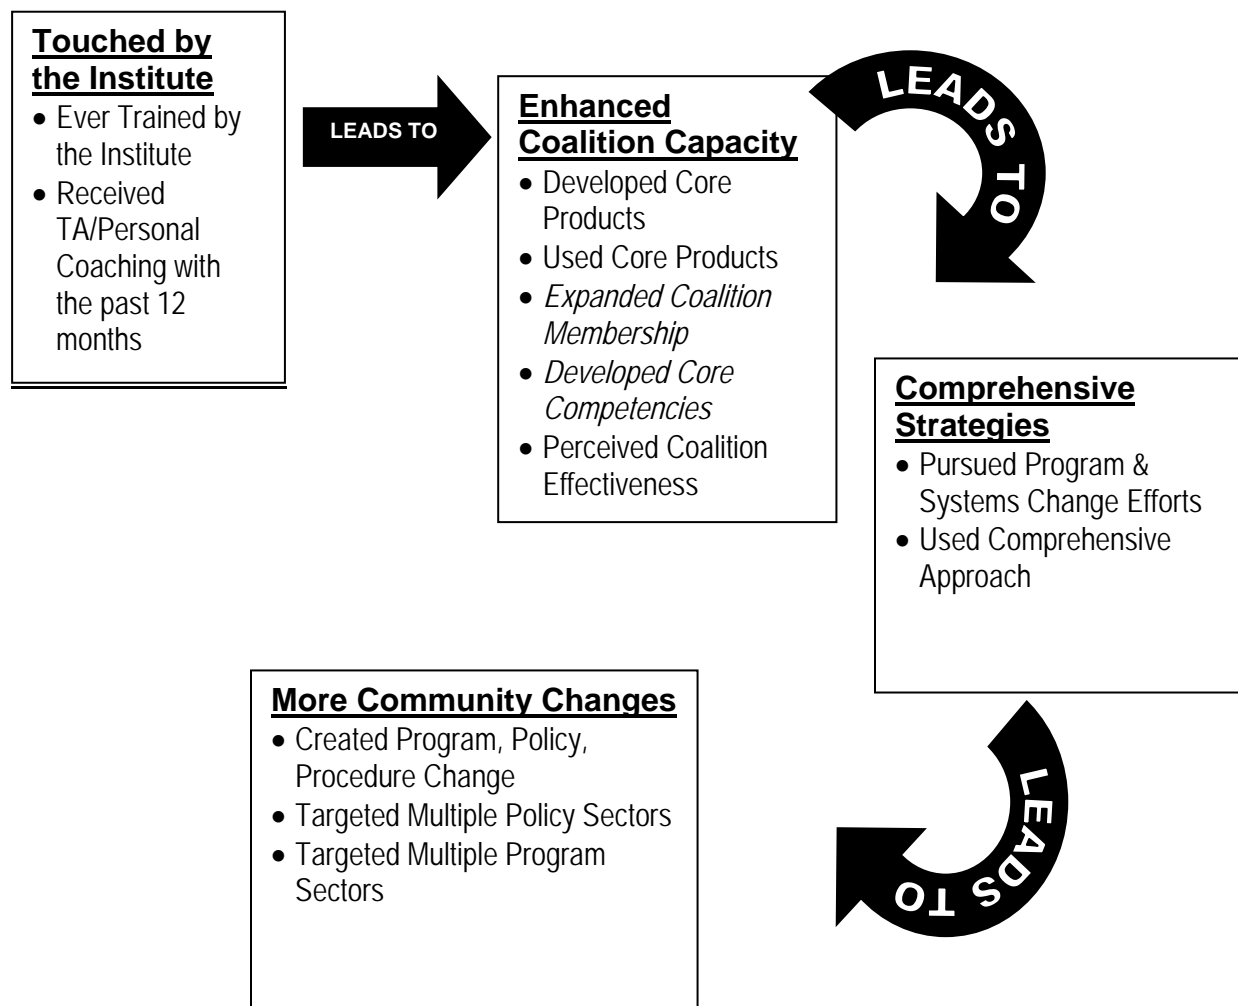 Touched by
the Institute
• Ever Trained by
the Institute
• Received
TA/Personal
Coaching with
the past 12
months
LEADS TO
Enhanced
Coalition Capacity
• Developed Core
Products
• Used Core Products
• Expanded Coalition
Membership
• Developed Core
Competencies
• Perceived Coalition
Effectiveness
LEADS TO
Comprehensive
Strategies
• Pursued Program &
Systems Change Efforts
• Used Comprehensive
Approach
LEADS TO
More Community Changes
• Created Program, Policy,
Procedure Change
• Targeted Multiple Policy Sectors
• Targeted Multiple Program
Sectors